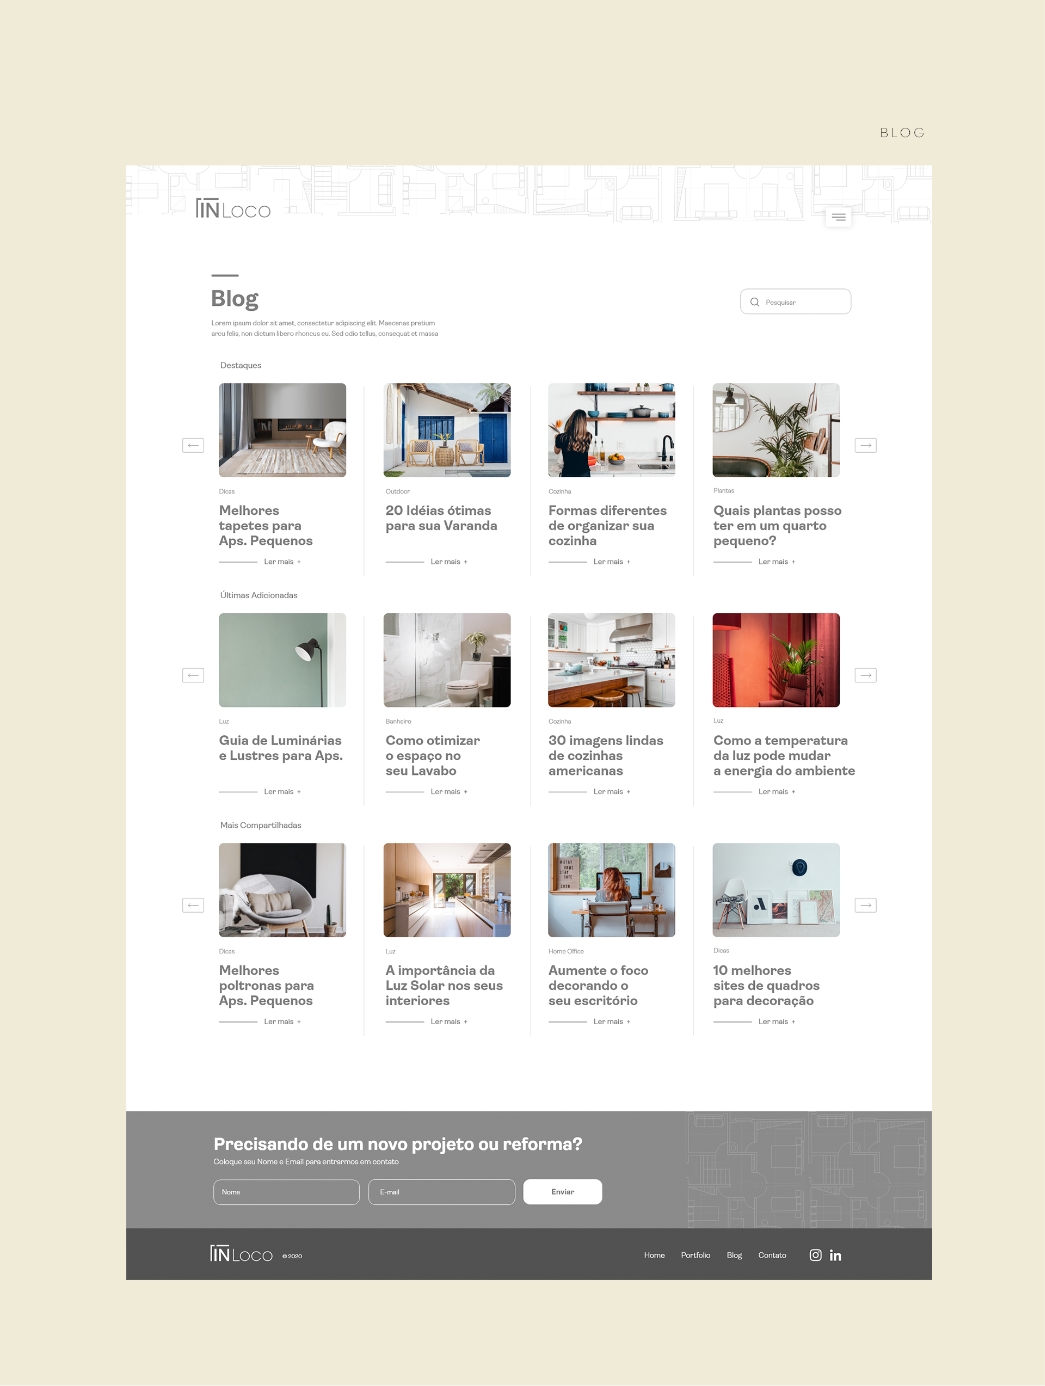 BLOG
IN LOCO
Blog
Pesquisar
Lorem ipsum dolor sit amet, consectetur adipiscing elit. Maecenas pretium
arcu felis, non dictum libero rhoncus eu. Sed odio tellus, consequat et massa
Destaques
Dicas
Melhores
tapetes para
Aps. Pequenos
Ler mais +
Outdoor
20 Idéias ótimas
para sua Varanda
Ler mais +
Cozinha
Formas diferentes
de organizar sua
cozinha
Ler mais +
Plantas
Quais plantas posso
ter em um quarto
pequeno?
Ler mais +
Últimas Adicionadas
Luz
Guia de Luminárias
e Lustres para Aps.
Ler mais +
Banheiro
Como otimizar
o espaço no
seu Lavabo
Ler mais +
Cozinha
30 imagens lindas
de cozinhas
americanas
Ler mais +
Luz
Como a temperatura
da luz pode mudar
a energia do ambiente
Ler mais +
Mais Compartilhadas
Dicas
Melhores
poltronas para
Aps. Pequenos
Ler mais +
Luz
A importância da
Luz Solar nos seus
interiores
Ler mais +
Home Office
Aumente o foco
decorando o
seu escritório
Ler mais +
Dicas
10 melhores
sites de quadros
para decoração
Ler mais +
Precisando de um novo projeto ou reforma?
Coloque seu Nome e Email para entrarmos em contato
Nome
E-mail
Enviar
IN LOCO
©2020
Home
Portfolio
Blog
Contato
in